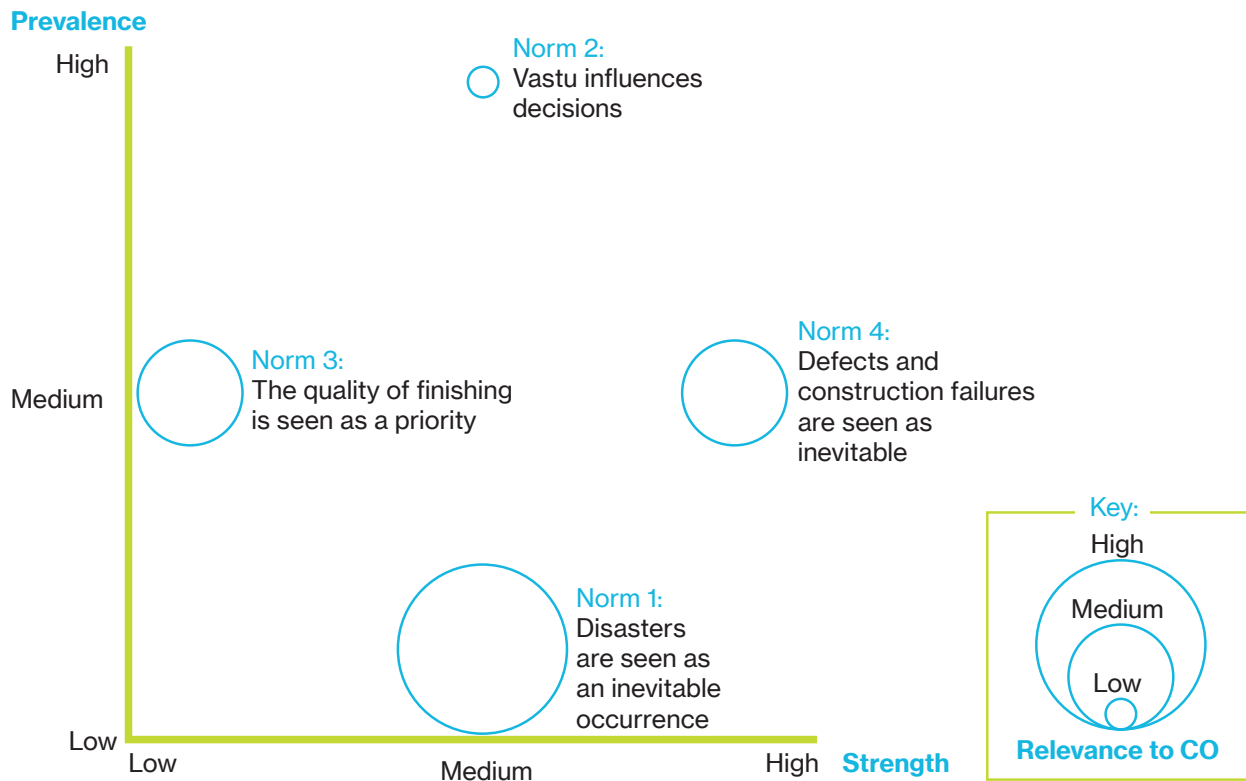 Prevalence
High
Norm 2:
Vastu influences
decisions
Medium
Norm 3:
The quality of finishing
is seen as a priority
Norm 4:
Defects and
construction failures
are seen as
inevitable
Norm 1:
Disasters
are seen as
an inevitable
occurrence
Low
Low
Medium
High
Strength
Key:
High
Medium
Low
Relevance to CO